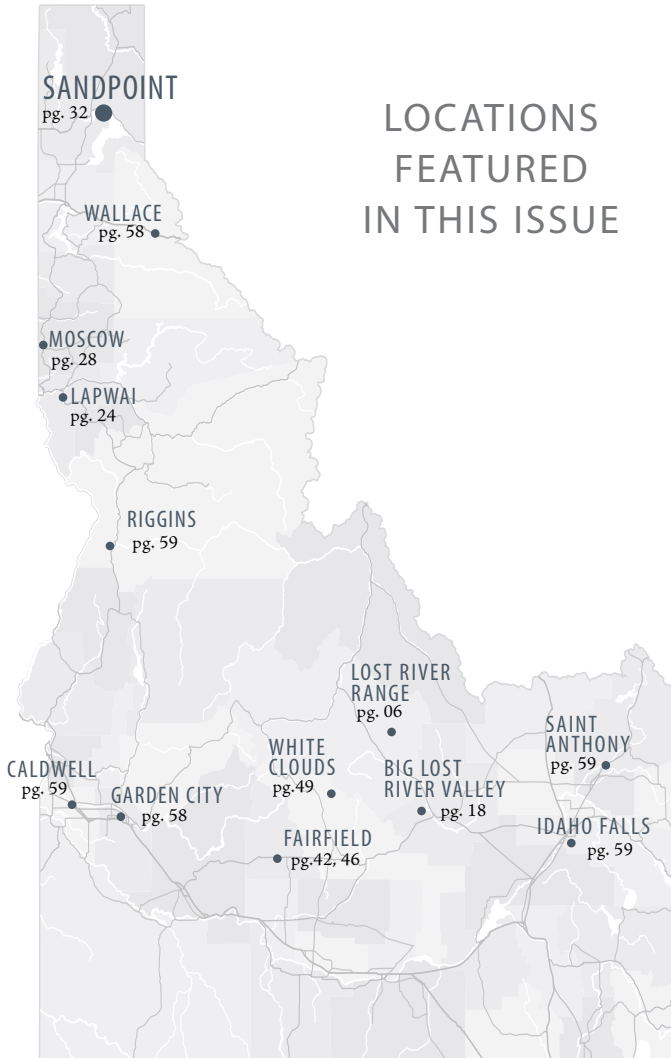 LOCATIONS
FEATURED
IN THIS ISSUE
SANDPOINT
pg. 32
WALLACE
pg. 58
MOSCOW
pg. 28
LAPWAI
pg. 24
RIGGINS
pg. 59
LOST RIVER
RANGE
pg. 06
SAINT
ANTHONY
pg. 59
WHITE
CLOUDS
pg.49
BIG LOST
RIVER VALLEY
pg. 18
CALDWELL
pg. 59
GARDEN CITY
pg. 58
IDAHO FALLS
pg. 59
FAIRFIELD
pg.42, 46